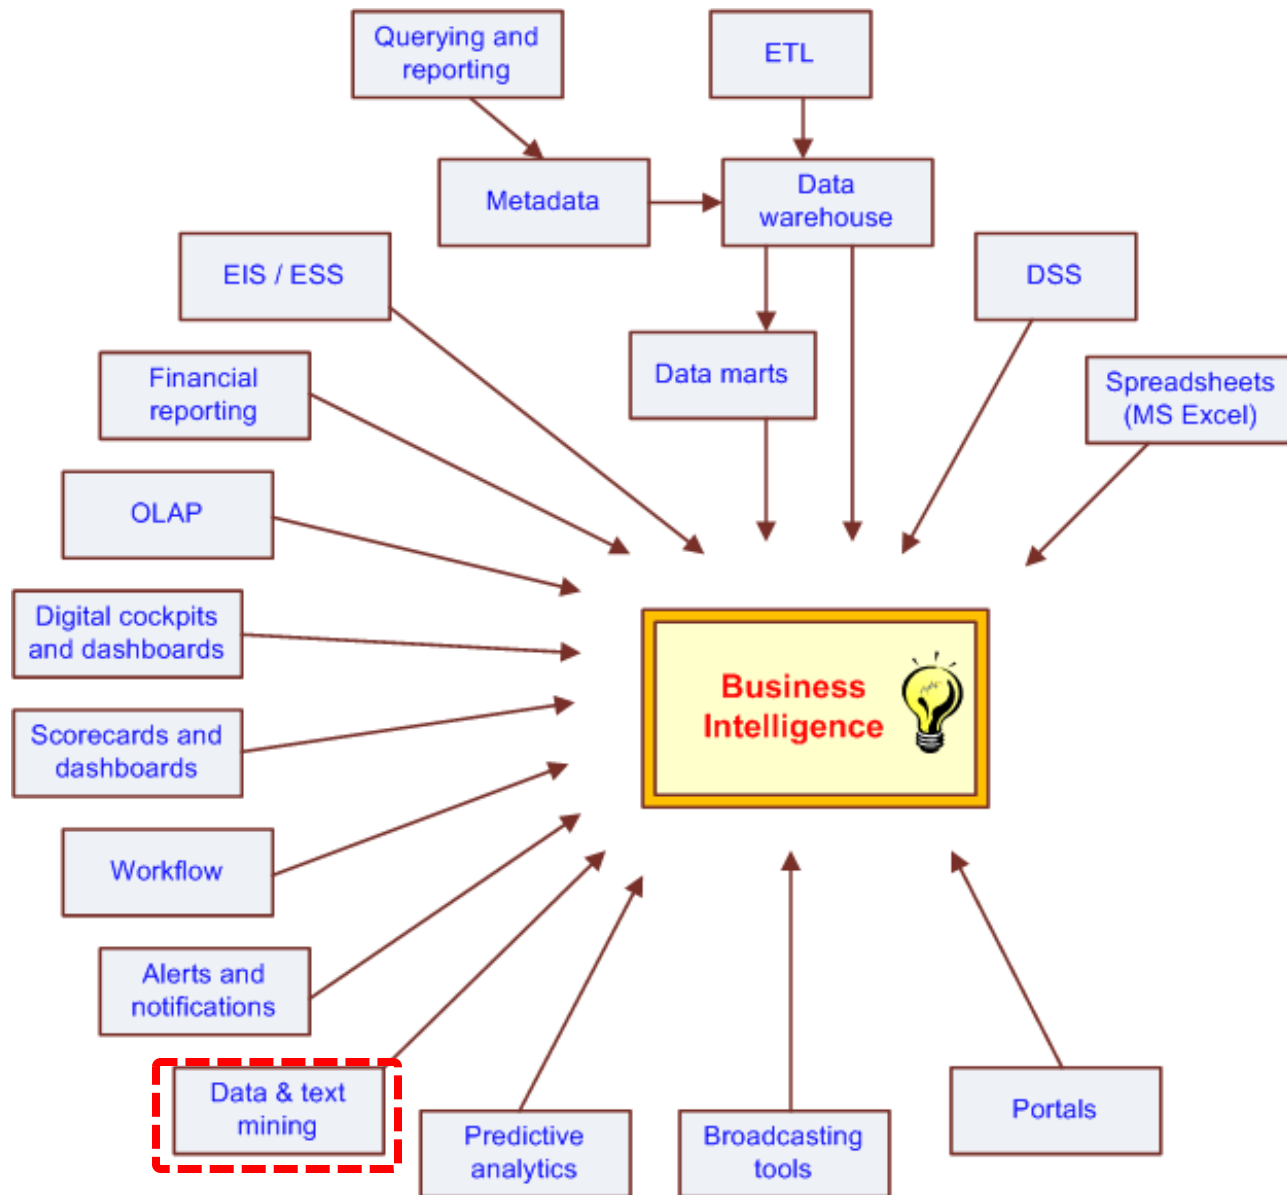 Querying and
reporting
ETL
Metadata
Data
warehouse
EIS / ESS
DSS
Financial
reporting
Data marts
Spreadsheets
(MS Excel)
OLAP
Digital cockpits
and dashboards
Business
Intelligence
Scorecards and
dashboards
Workflow
Alerts and
notifications
Data & text
mining
Predictive
analytics
Broadcasting
tools
Portals